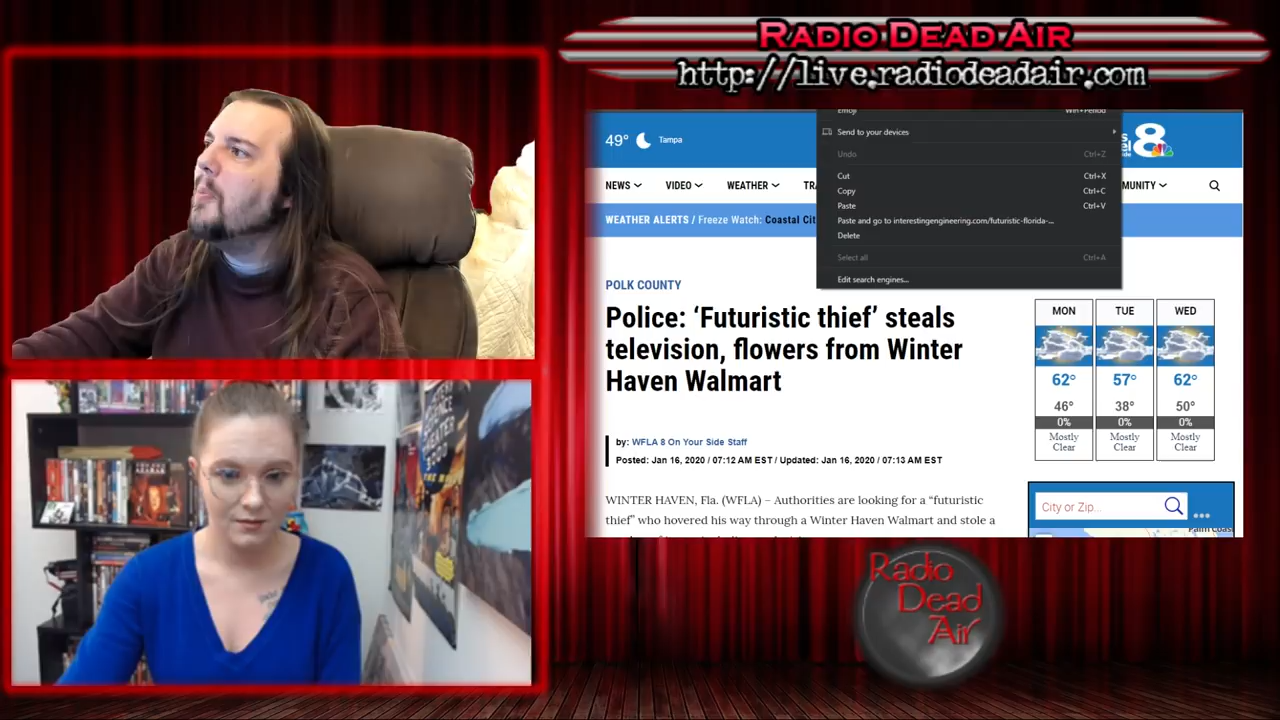 RADIO DEAD AIR
http://live.radiodeadair.com
49° Tampa
8
NEWS VIDEO WEATHER
WEATHER ALERTS / Freeze Watch: Coastal Cit
Send to your devices
Undo Ctrl+Z
Cut Ctrl+X
Copy Ctrl+C
Paste Ctrl+V
Paste and go to interestingengineering.com/futuristic-florida-...
Delete
Select all Ctrl+A
Edit search engines...
POLK COUNTY
Police: ‘Futuristic thief’ steals
television, flowers from Winter
Haven Walmart
by: WFLA 8 On Your Side Staff
Posted: Jan 16, 2020 / 07:12 AM EST / Updated: Jan 16, 2020 / 07:13 AM EST
WINTER HAVEN, Fla. (WFLA) – Authorities are looking for a “futuristic
thief” who hovered his way through a Winter Haven Walmart and stole a
MON TUE WED
62° 57° 62°
46° 38° 50°
0% 0% 0%
Mostly Mostly Mostly
Clear Clear Clear
City or Zip...
Radio
Dead
Air